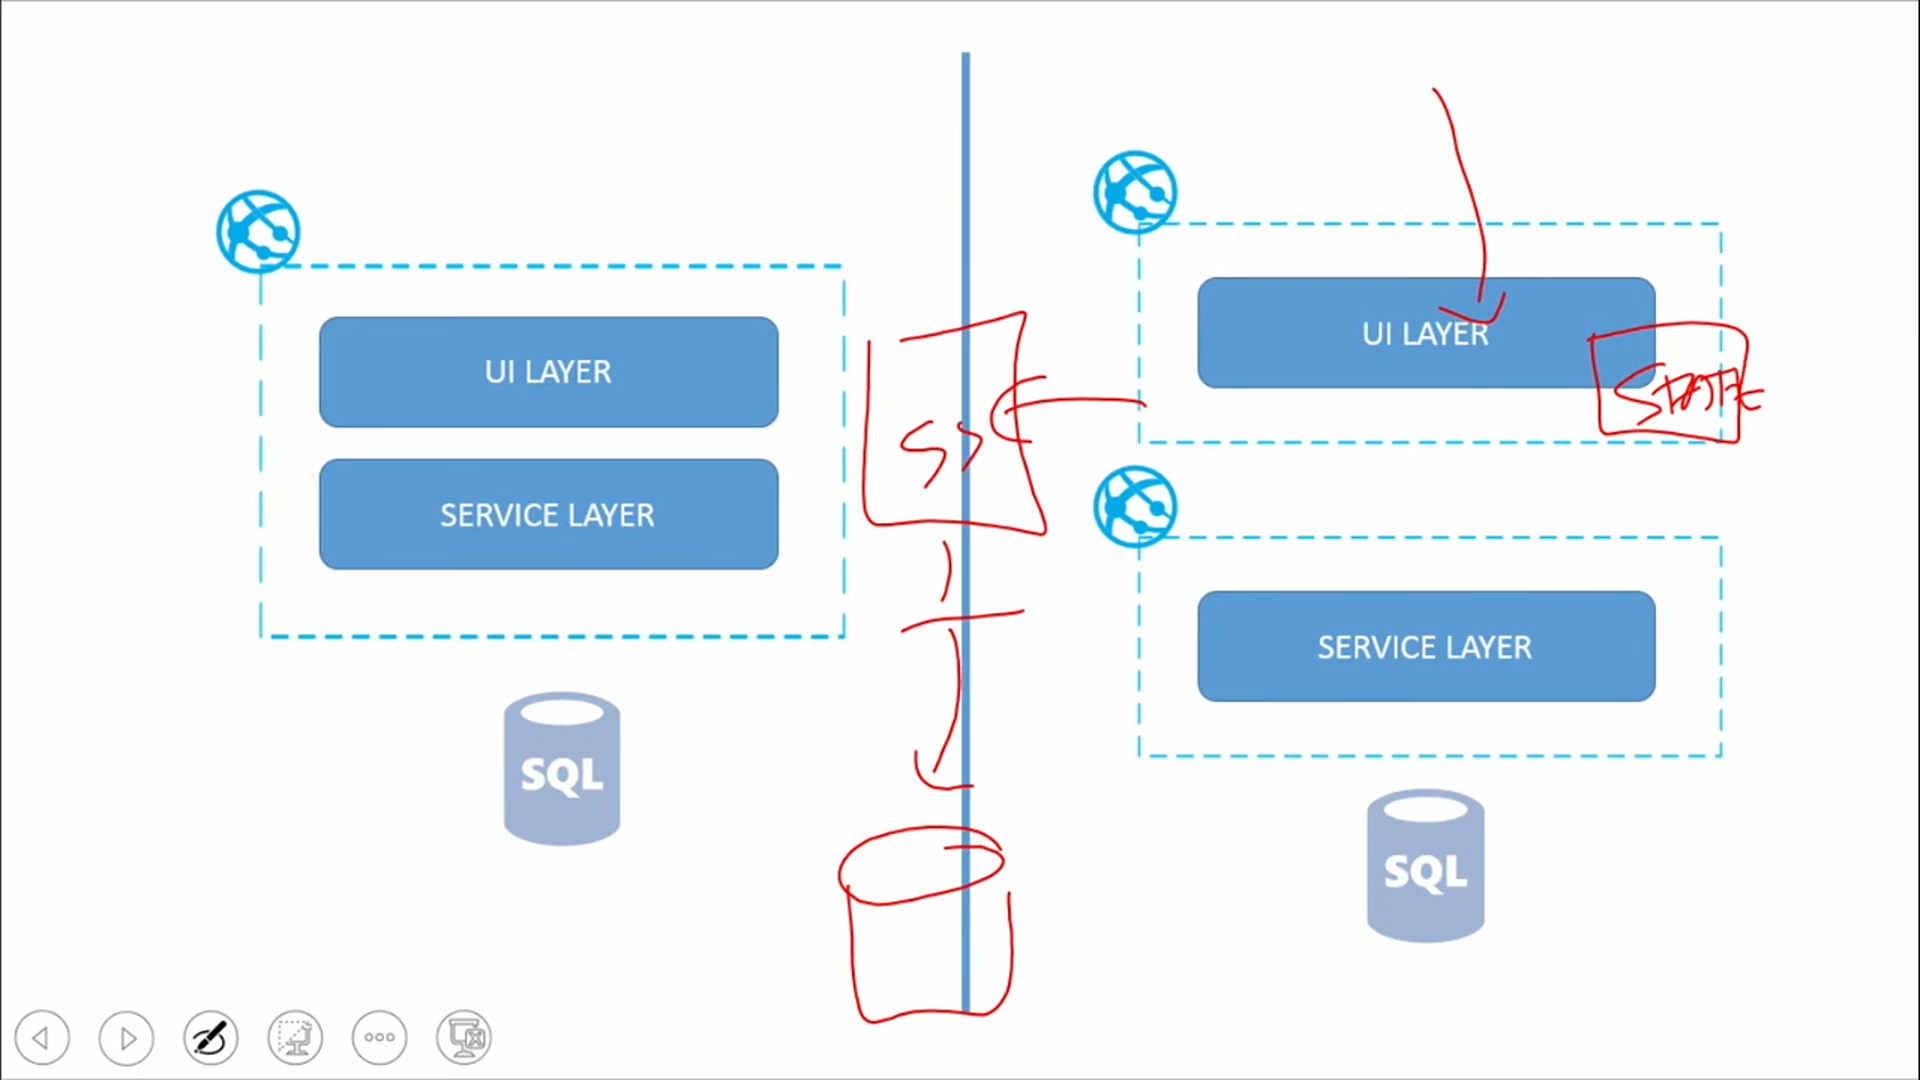 UI LAYER
SERVICE LAYER
SQL
UI LAYER
STATE
SERVICE LAYER
SQL